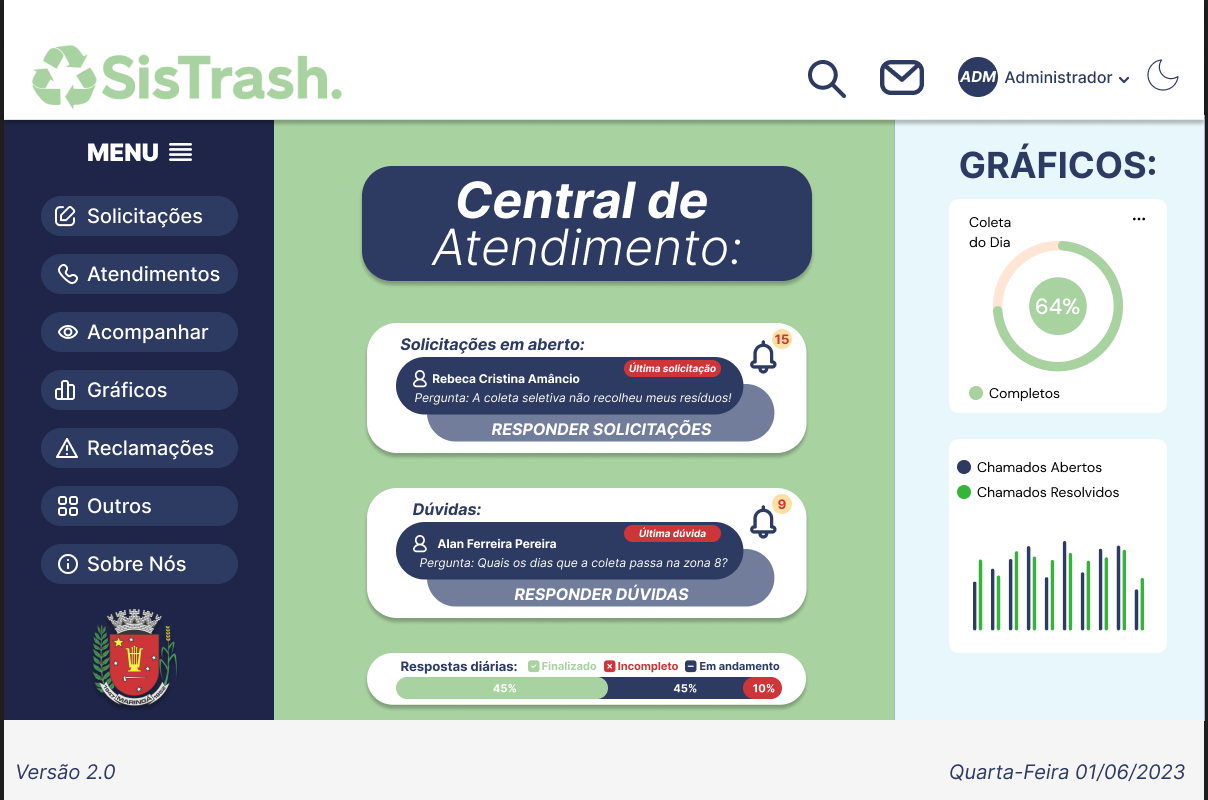 SisTrash.
ADM Administrador
MENU
Solicitações
Atendimentos
Acompanhar
Gráficos
Reclamações
Outros
Sobre Nós
MARINGÁ
Central de
Atendimento:
Solicitações em aberto:
15
Última solicitação
Rebeca Cristina Amâncio
Pergunta: A coleta seletiva não recolheu meus resíduos!
RESPONDER SOLICITAÇÕES
Dúvidas:
9
Última dúvida
Alan Ferreira Pereira
Pergunta: Quais os dias que a coleta passa na zona 8?
RESPONDER DÚVIDAS
Respostas diárias: Finalizado Incompleto Em andamento
45% 45% 10%
GRÁFICOS:
Coleta
do Dia
64%
Completos
Chamados Abertos
Chamados Resolvidos
Versão 2.0
Quarta-Feira 01/06/2023